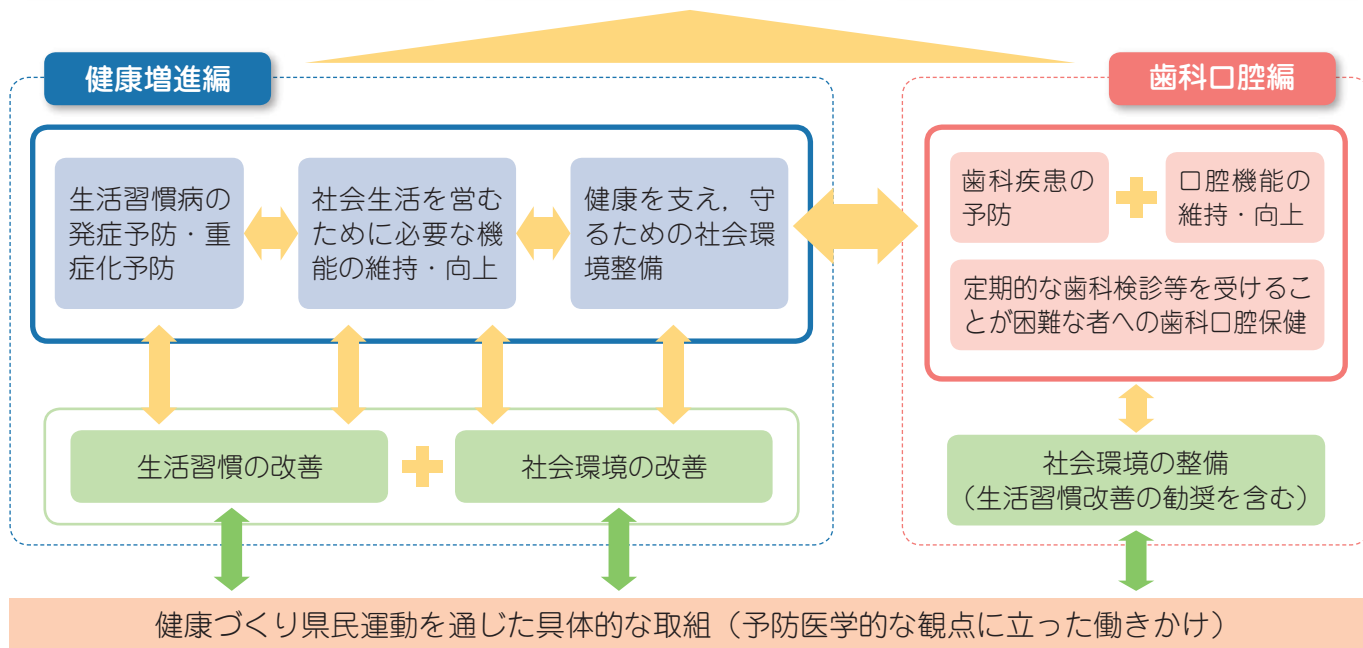 健康増進編
生活習慣病の
発症予防・重
症化予防
社会生活を営む
ために必要な機
能の維持・向上
健康を支え，守
るための社会環
境整備
生活習慣の改善
社会環境の改善
歯科口腔編
歯科疾患の
予防
口腔機能の
維持・向上
定期的な歯科検診等を受けるこ
とが困難な者への歯科口腔保健
社会環境の整備
（生活習慣改善の勧奨を含む）
健康づくり県民運動を通じた具体的な取組（予防医学的な観点に立った働きかけ）